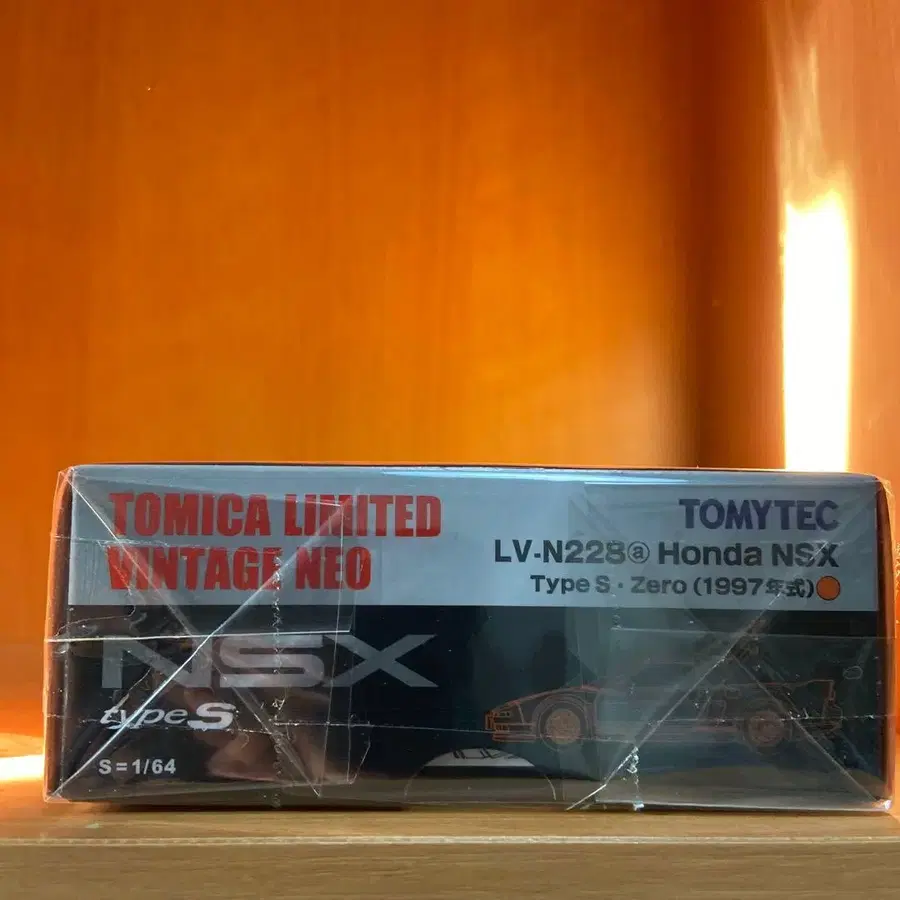 TOMICA LIMITED
VINTAGE NEO
TOMYTEC
LV-N228ⓐ Honda NSX
Type S・Zero (1997年式)
NSX
type S
S=1/64